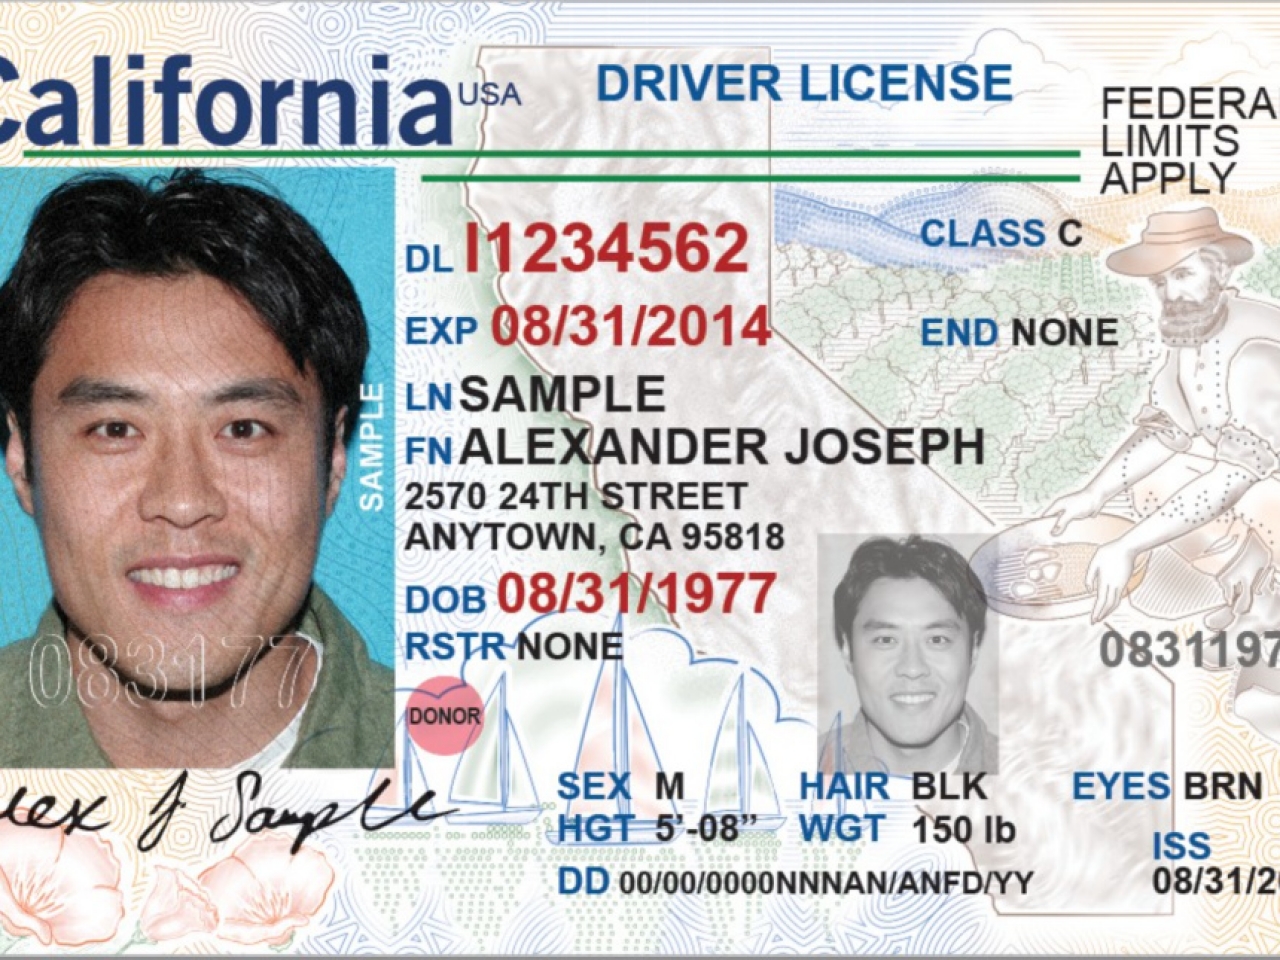 California USA
DRIVER LICENSE
FEDERA
LIMITS
APPLY
DL I1234562
CLASS C
EXP 08/31/2014
END NONE
LN SAMPLE
FN ALEXANDER JOSEPH
2570 24TH STREET
ANYTOWN, CA 95818
DOB 08/31/1977
RSTR NONE
0831197
SAMPLE
083177
DONOR
SEX M HAIR BLK EYES BRN
HGT 5'-08" WGT 150 lb
ISS
DD 00/00/0000NNNAN/ANFD/YY
08/31/20
lex J Sample